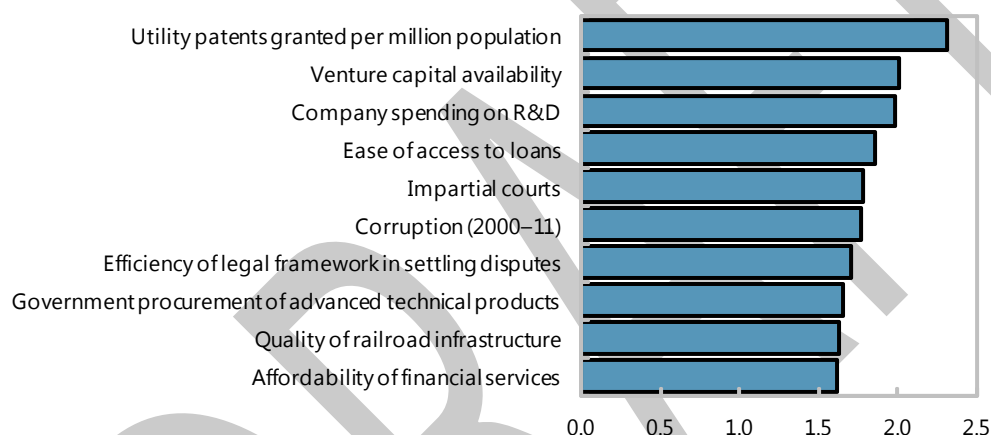 Utility patents granted per million population
Venture capital availability
Company spending on R&D
Ease of access to loans
Impartial courts
Corruption (2000–11)
Efficiency of legal framework in settling disputes
Government procurement of advanced technical products
Quality of railroad infrastructure
Affordability of financial services
0.0 0.5 1.0 1.5 2.0 2.5